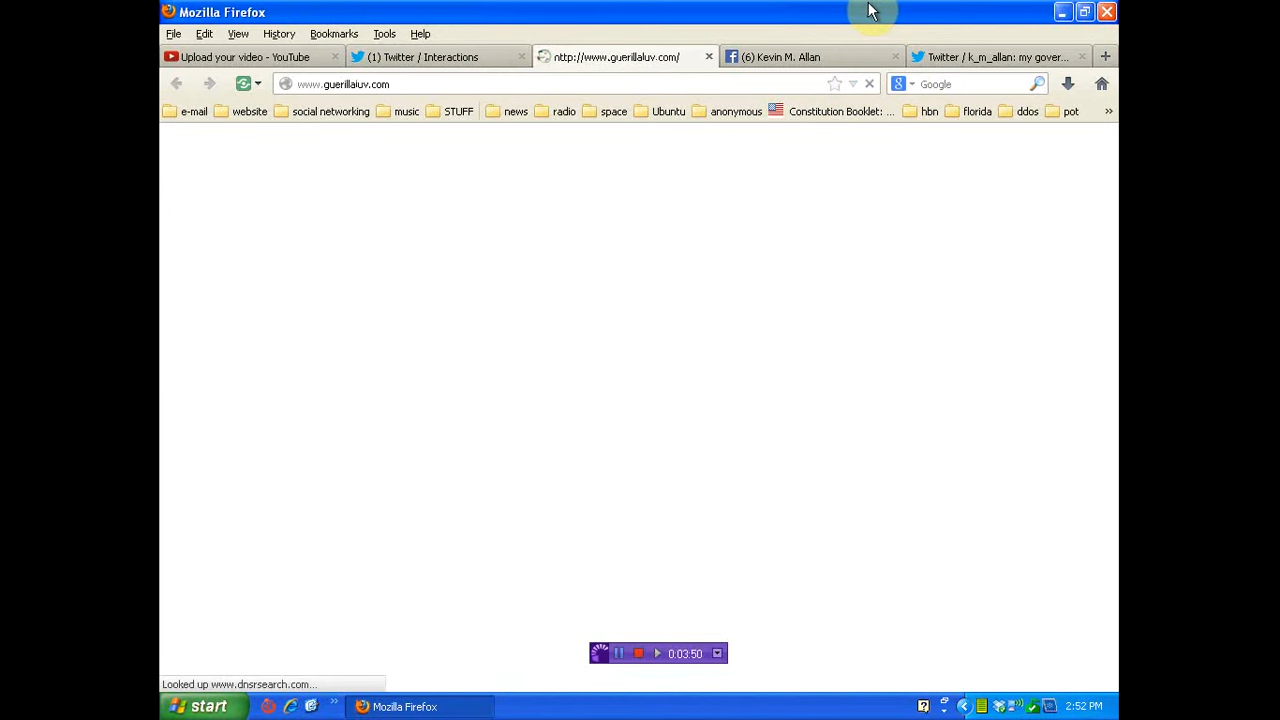 Mozilla Firefox
File Edit View History Bookmarks Tools Help
Upload your video - YouTube (1) Twitter / Interactions http://www.guerillaluv.com/ (6) Kevin M. Allan Twitter / k_m_allan: my gover...
www.guerillaluv.com Google
e-mail website social networking music STUFF news radio space Ubuntu anonymous Constitution Booklet: ... hbn florida ddos pot »
0:03:50
Looked up www.dnsrsearch.com...
start » Mozilla Firefox 2:52 PM